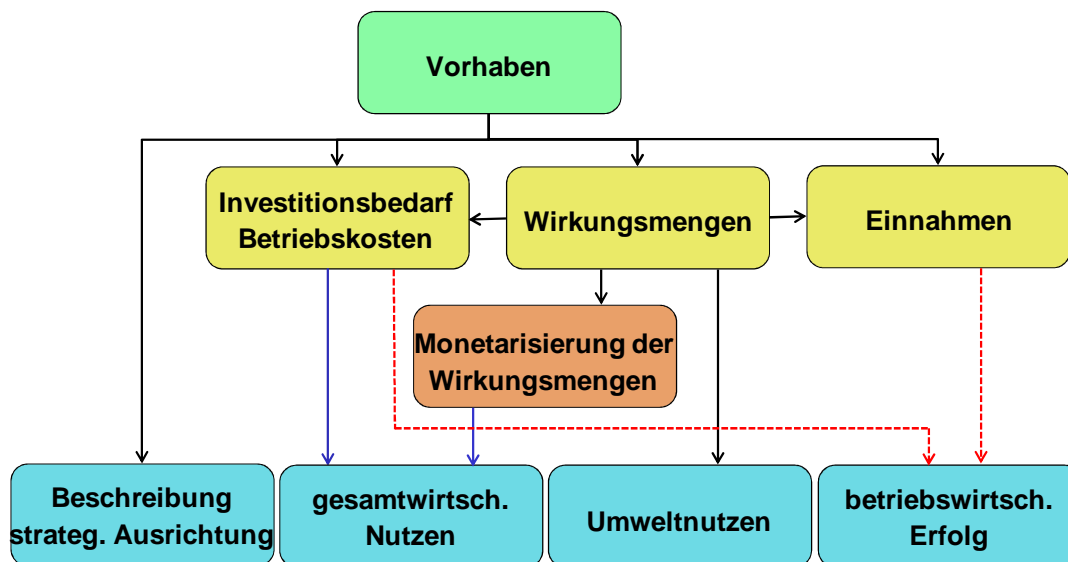 Vorhaben
Investitionsbedarf
Betriebskosten
Wirkungsmengen
Einnahmen
Monetarisierung der
Wirkungsmengen
Beschreibung
strateg. Ausrichtung
gesamtwirtsch.
Nutzen
Umweltnutzen
betriebswirtsch.
Erfolg